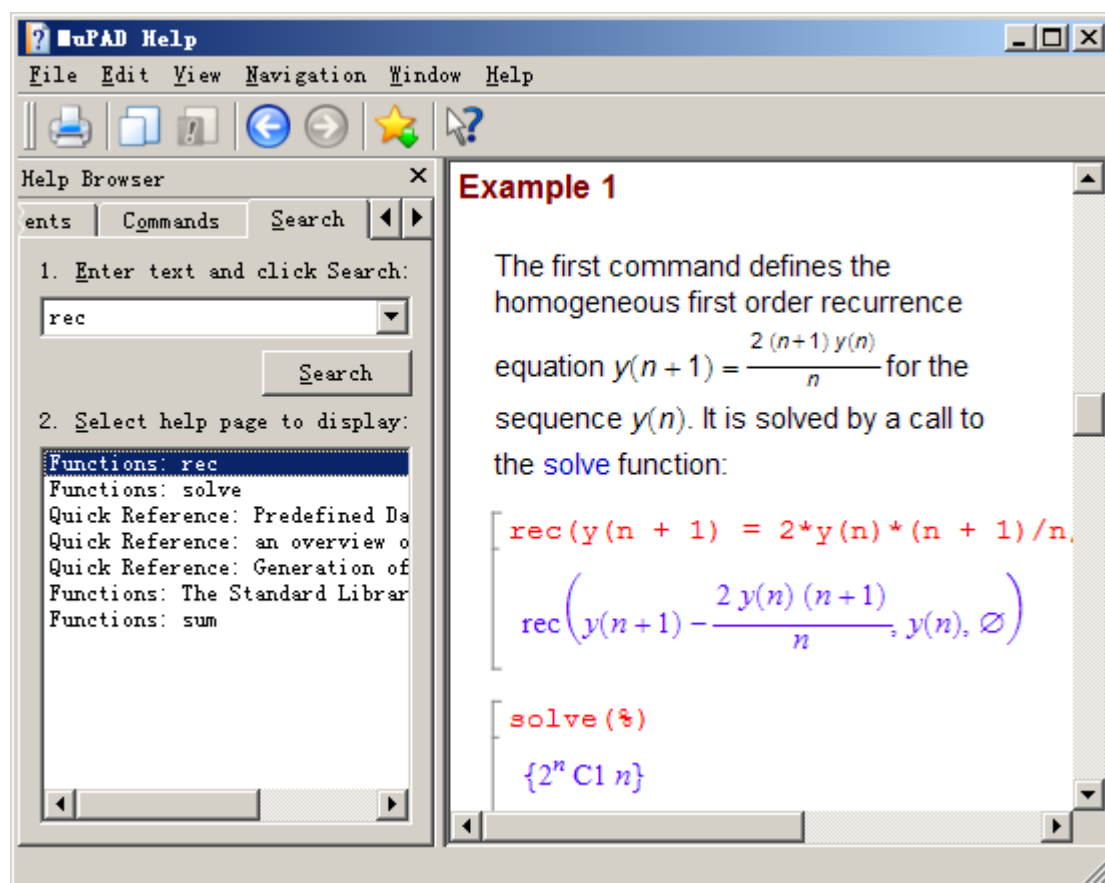 MuPAD Help
File Edit View Navigation Window Help
Help Browser
ents Commands Search
1. Enter text and click Search:
rec
Search
2. Select help page to display:
Functions: rec
Functions: solve
Quick Reference: Predefined Da
Quick Reference: an overview o
Quick Reference: Generation of
Functions: The Standard Librar
Functions: sum
Example 1
The first command defines the
homogeneous first order recurrence
equation y(n + 1) = 2 (n+1) y(n) / n for the
sequence y(n). It is solved by a call to
the solve function:
rec(y(n + 1) = 2*y(n)*(n + 1)/n,
rec(y(n+1) − 2 y(n) (n+1) / n, y(n), ∅)
solve(%)
{2^n C1 n}